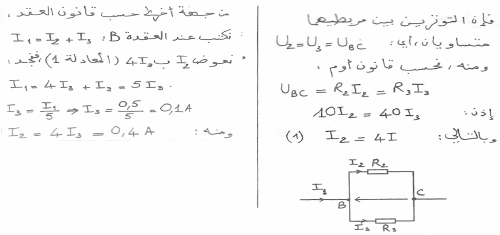 فإن التوترين بين مربطيهما
متساويان، أي: U₂=U₃=U_BC
ومنه، فحسب قانون أوم:
U_BC = R₂I₂ = R₃I₃
إذن: 10I₂ = 40I₃
وبالتالي: I₂ = 4I (1)
I₂ R₂
I₃ B C
I₃ R₃
من جهة أخرى حسب قانون العقد،
نكتب عند العقدة B: I₁=I₂+I₃
نعوض I₂ ب 4I₃ (المعادلة 1)، فنجد:
I₁ = 4I₃ + I₃ = 5I₃.
I₃ = I₁/5 ⇒ I₃ = 0,5/5 = 0,1A
ومنه: I₂ = 4I₃ = 0,4A